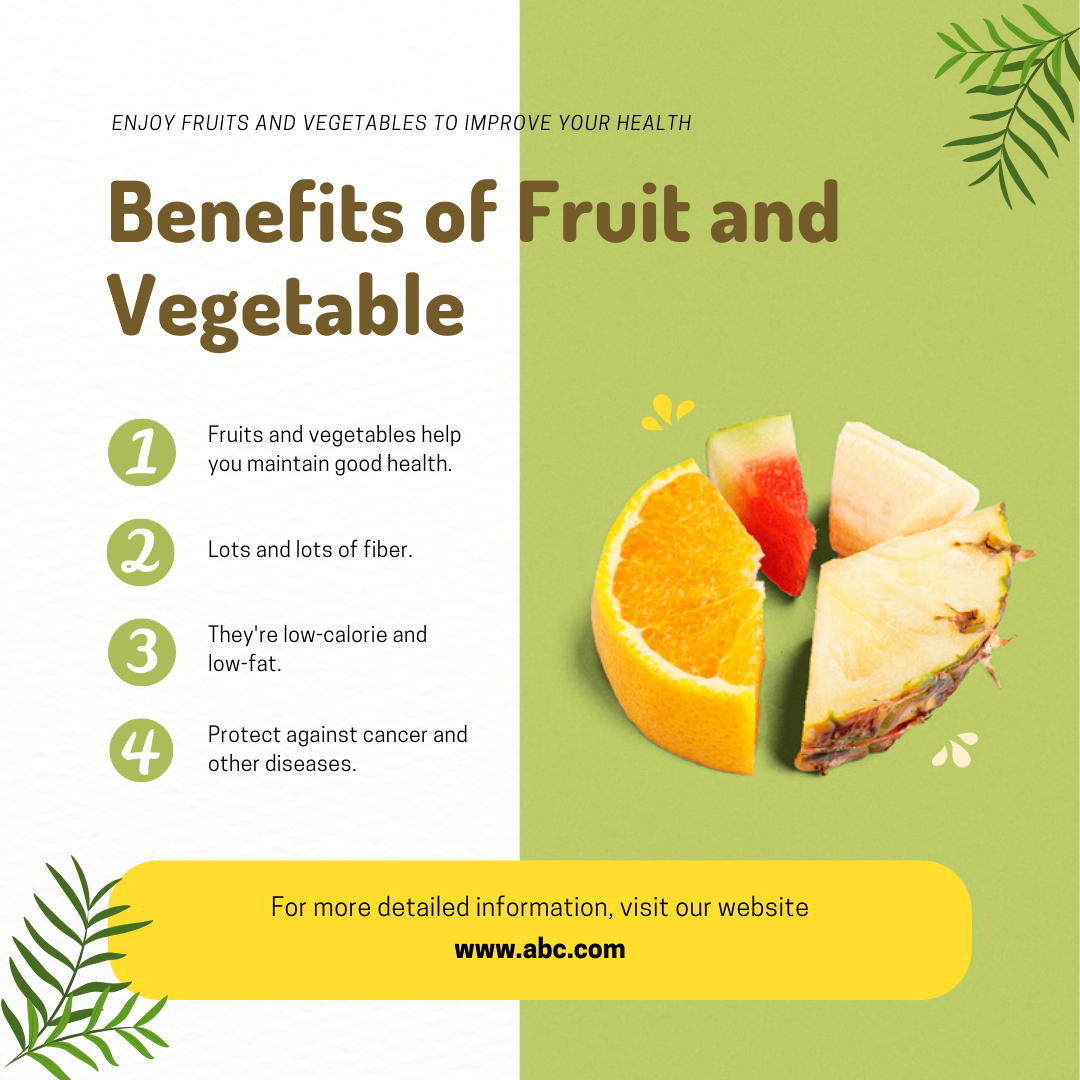 ENJOY FRUITS AND VEGETABLES TO IMPROVE YOUR HEALTH
Benefits of Fruit and
Vegetable
1
Fruits and vegetables help
you maintain good health.
2
Lots and lots of fiber.
3
They're low-calorie and
low-fat.
4
Protect against cancer and
other diseases.
For more detailed information, visit our website
www.abc.com